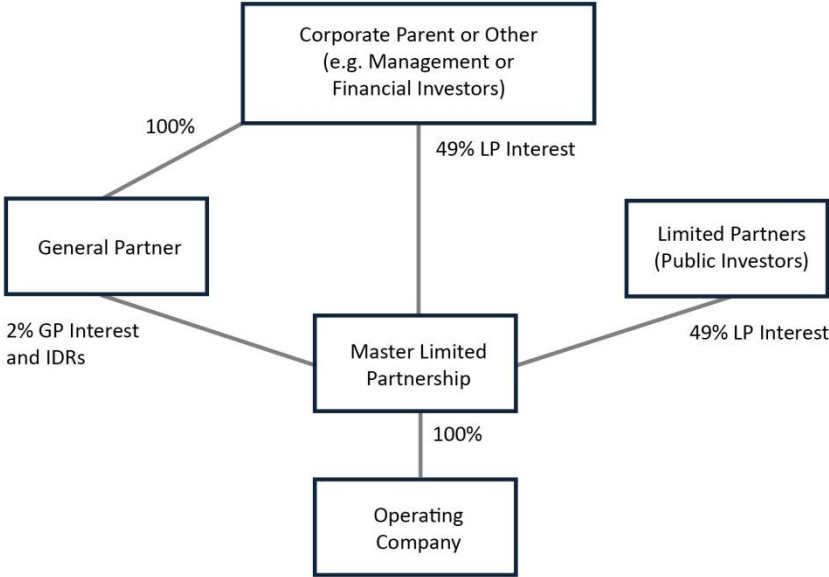 Corporate Parent or Other
(e.g. Management or
Financial Investors)
100%
49% LP Interest
General Partner
Limited Partners
(Public Investors)
2% GP Interest
and IDRs
49% LP Interest
Master Limited
Partnership
100%
Operating
Company